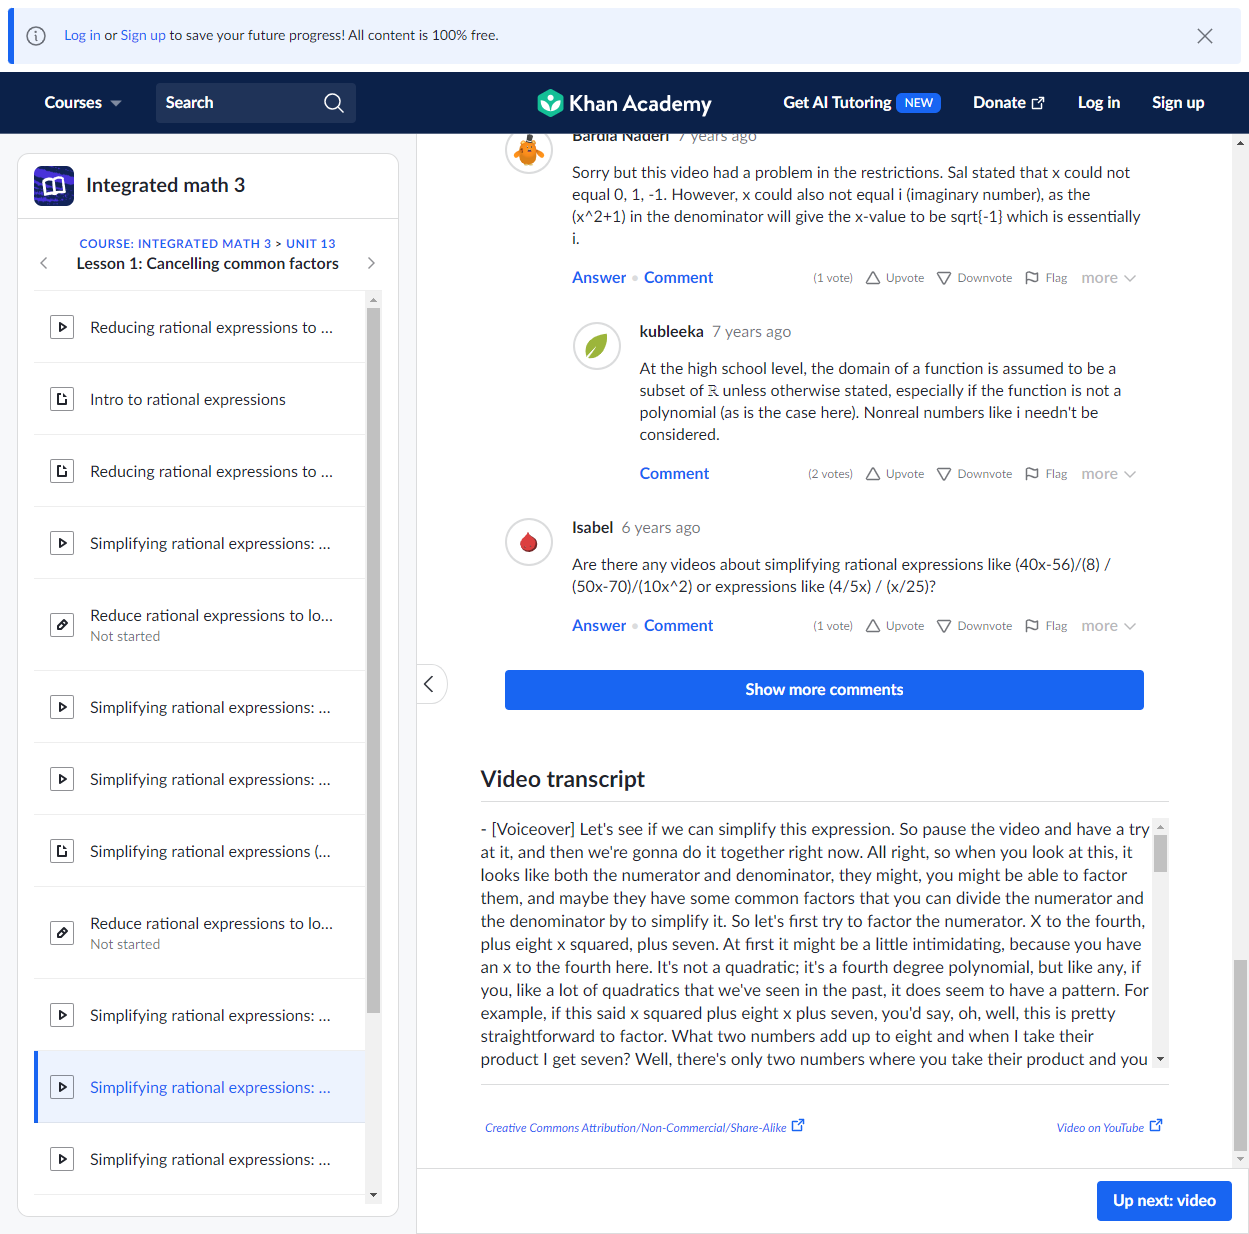 Log in or Sign up to save your future progress! All content is 100% free.
Courses
Search
Khan Academy
Get AI Tutoring NEW
Donate
Log in
Sign up
Integrated math 3
COURSE: INTEGRATED MATH 3 > UNIT 13
Lesson 1: Cancelling common factors
Reducing rational expressions to ...
Intro to rational expressions
Reducing rational expressions to ...
Simplifying rational expressions: ...
Reduce rational expressions to lo...
Not started
Simplifying rational expressions: ...
Simplifying rational expressions: ...
Simplifying rational expressions (...
Reduce rational expressions to lo...
Not started
Simplifying rational expressions: ...
Simplifying rational expressions: ...
Simplifying rational expressions: ...
Bardia Naderi 7 years ago
Sorry but this video had a problem in the restrictions. Sal stated that x could not
equal 0, 1, -1. However, x could also not equal i (imaginary number), as the
(x^2+1) in the denominator will give the x-value to be sqrt{-1} which is essentially
i.
Answer • Comment (1 vote) Upvote Downvote Flag more
kubleeka 7 years ago
At the high school level, the domain of a function is assumed to be a
subset of ℝ unless otherwise stated, especially if the function is not a
polynomial (as is the case here). Nonreal numbers like i needn't be
considered.
Comment (2 votes) Upvote Downvote Flag more
Isabel 6 years ago
Are there any videos about simplifying rational expressions like (40x-56)/(8) /
(50x-70)/(10x^2) or expressions like (4/5x) / (x/25)?
Answer • Comment (1 vote) Upvote Downvote Flag more
Show more comments
Video transcript
- [Voiceover] Let's see if we can simplify this expression. So pause the video and have a try
at it, and then we're gonna do it together right now. All right, so when you look at this, it
looks like both the numerator and denominator, they might, you might be able to factor
them, and maybe they have some common factors that you can divide the numerator and
the denominator by to simplify it. So let's first try to factor the numerator. X to the fourth,
plus eight x squared, plus seven. At first it might be a little intimidating, because you have
an x to the fourth here. It's not a quadratic; it's a fourth degree polynomial, but like any, if
you, like a lot of quadratics that we've seen in the past, it does seem to have a pattern. For
example, if this said x squared plus eight x plus seven, you'd say, oh, well, this is pretty
straightforward to factor. What two numbers add up to eight and when I take their
product I get seven? Well, there's only two numbers where you take their product and you
Creative Commons Attribution/Non-Commercial/Share-Alike
Video on YouTube
Up next: video